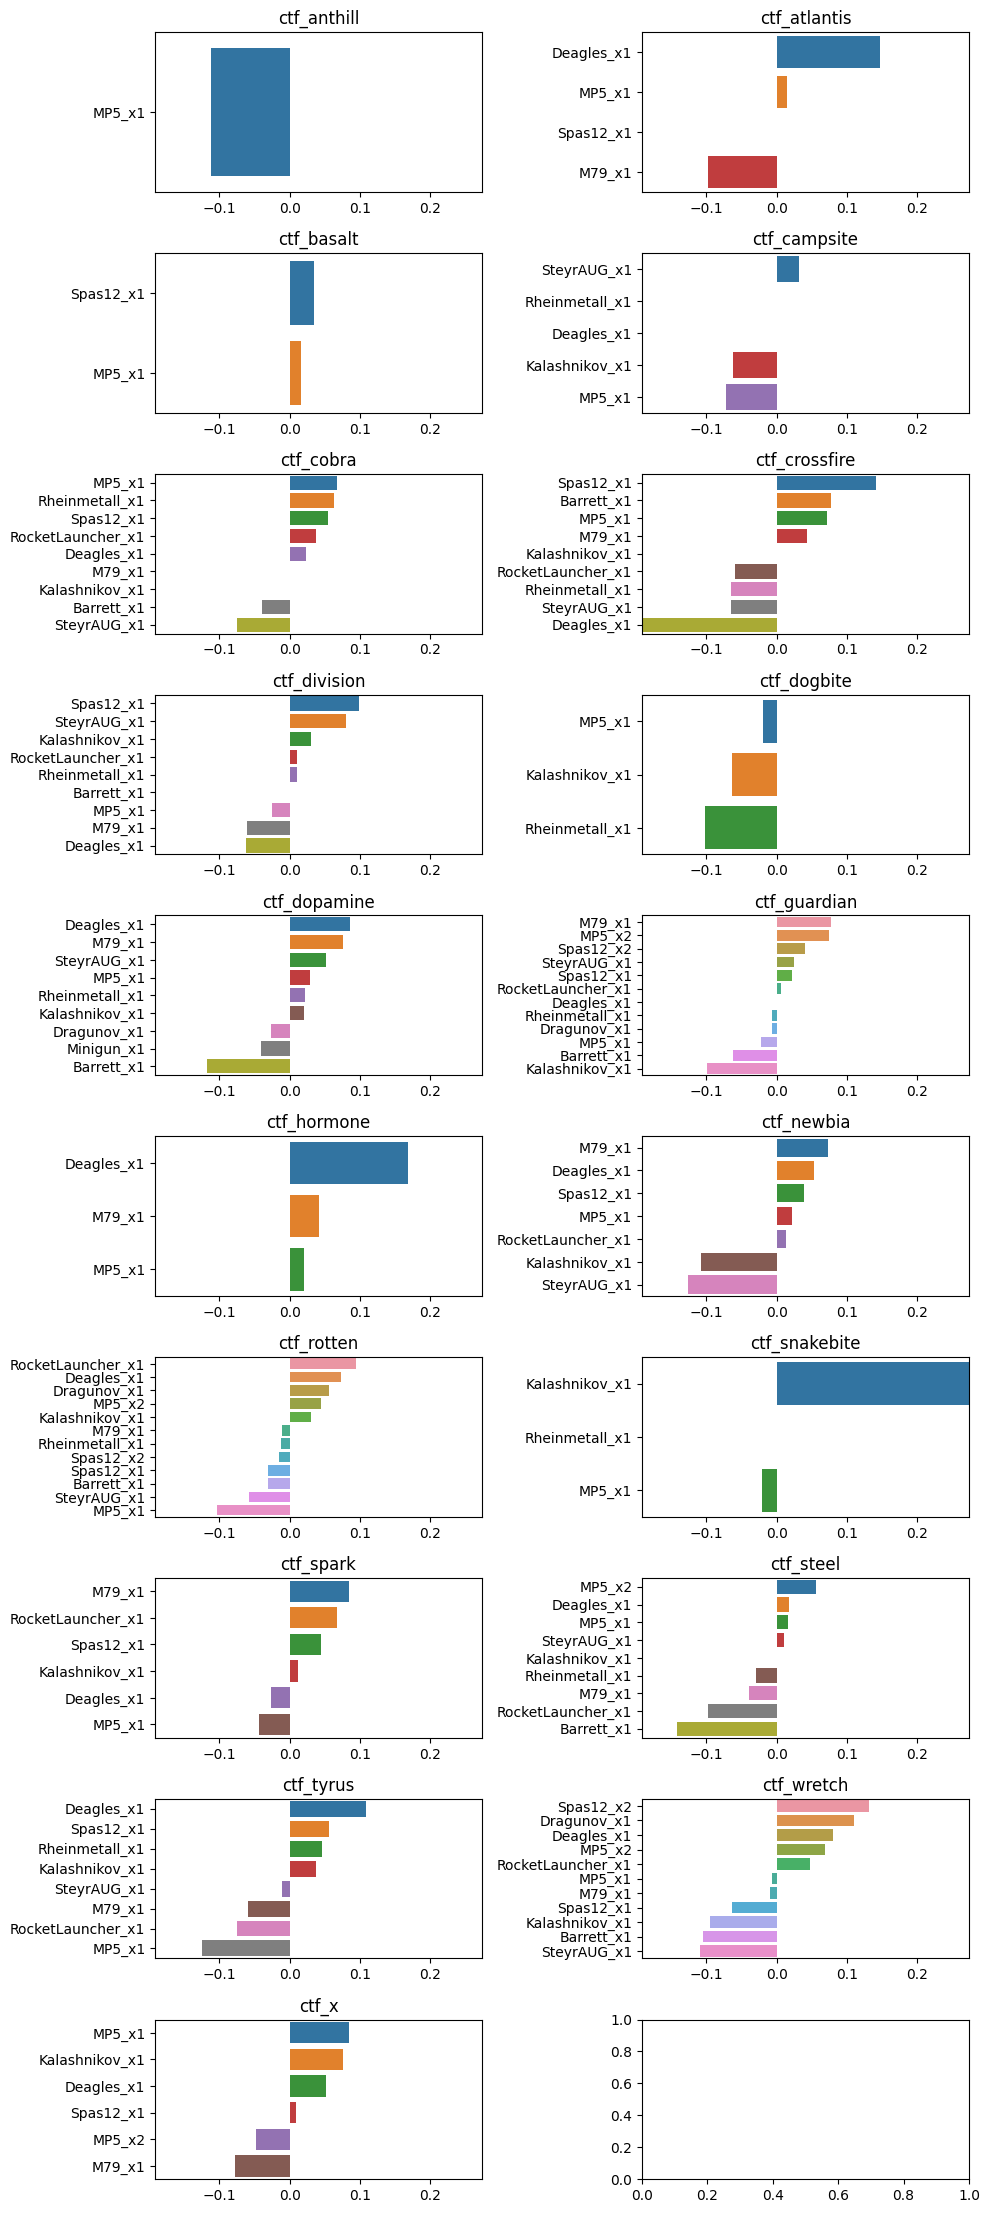 ctf_anthill
MP5_x1
−0.1 0.0 0.1 0.2
ctf_atlantis
Deagles_x1
MP5_x1
Spas12_x1
M79_x1
−0.1 0.0 0.1 0.2
ctf_basalt
Spas12_x1
MP5_x1
−0.1 0.0 0.1 0.2
ctf_campsite
SteyrAUG_x1
Rheinmetall_x1
Deagles_x1
Kalashnikov_x1
MP5_x1
−0.1 0.0 0.1 0.2
ctf_cobra
MP5_x1
Rheinmetall_x1
Spas12_x1
RocketLauncher_x1
Deagles_x1
M79_x1
Kalashnikov_x1
Barrett_x1
SteyrAUG_x1
−0.1 0.0 0.1 0.2
ctf_crossfire
Spas12_x1
Barrett_x1
MP5_x1
M79_x1
Kalashnikov_x1
RocketLauncher_x1
Rheinmetall_x1
SteyrAUG_x1
Deagles_x1
−0.1 0.0 0.1 0.2
ctf_division
Spas12_x1
SteyrAUG_x1
Kalashnikov_x1
RocketLauncher_x1
Rheinmetall_x1
Barrett_x1
MP5_x1
M79_x1
Deagles_x1
−0.1 0.0 0.1 0.2
ctf_dogbite
MP5_x1
Kalashnikov_x1
Rheinmetall_x1
−0.1 0.0 0.1 0.2
ctf_dopamine
Deagles_x1
M79_x1
SteyrAUG_x1
MP5_x1
Rheinmetall_x1
Kalashnikov_x1
Dragunov_x1
Minigun_x1
Barrett_x1
−0.1 0.0 0.1 0.2
ctf_guardian
M79_x1
MP5_x2
Spas12_x2
SteyrAUG_x1
Spas12_x1
RocketLauncher_x1
Deagles_x1
Rheinmetall_x1
Dragunov_x1
MP5_x1
Barrett_x1
Kalashnikov_x1
−0.1 0.0 0.1 0.2
ctf_hormone
Deagles_x1
M79_x1
MP5_x1
−0.1 0.0 0.1 0.2
ctf_newbia
M79_x1
Deagles_x1
Spas12_x1
MP5_x1
RocketLauncher_x1
Kalashnikov_x1
SteyrAUG_x1
−0.1 0.0 0.1 0.2
ctf_rotten
RocketLauncher_x1
Deagles_x1
Dragunov_x1
MP5_x2
Kalashnikov_x1
M79_x1
Rheinmetall_x1
Spas12_x2
Spas12_x1
Barrett_x1
SteyrAUG_x1
MP5_x1
−0.1 0.0 0.1 0.2
ctf_snakebite
Kalashnikov_x1
Rheinmetall_x1
MP5_x1
−0.1 0.0 0.1 0.2
ctf_spark
M79_x1
RocketLauncher_x1
Spas12_x1
Kalashnikov_x1
Deagles_x1
MP5_x1
−0.1 0.0 0.1 0.2
ctf_steel
MP5_x2
Deagles_x1
MP5_x1
SteyrAUG_x1
Kalashnikov_x1
Rheinmetall_x1
M79_x1
RocketLauncher_x1
Barrett_x1
−0.1 0.0 0.1 0.2
ctf_tyrus
Deagles_x1
Spas12_x1
Rheinmetall_x1
Kalashnikov_x1
SteyrAUG_x1
M79_x1
RocketLauncher_x1
MP5_x1
−0.1 0.0 0.1 0.2
ctf_wretch
Spas12_x2
Dragunov_x1
Deagles_x1
MP5_x2
RocketLauncher_x1
MP5_x1
M79_x1
Spas12_x1
Kalashnikov_x1
Barrett_x1
SteyrAUG_x1
−0.1 0.0 0.1 0.2
ctf_x
MP5_x1
Kalashnikov_x1
Deagles_x1
Spas12_x1
MP5_x2
M79_x1
−0.1 0.0 0.1 0.2
1.0
0.8
0.6
0.4
0.2
0.0
0.0 0.2 0.4 0.6 0.8 1.0